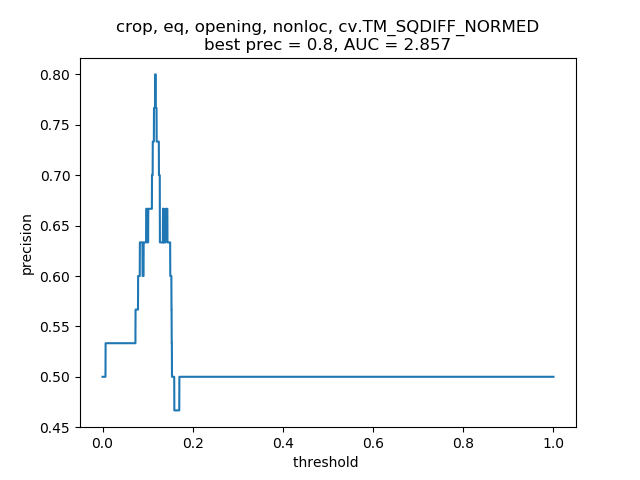 crop, eq, opening, nonloc, cv.TM_SQDIFF_NORMED
best prec = 0.8, AUC = 2.857
0.80
0.75
0.70
0.65
0.60
0.55
0.50
0.45
precision
0.0 0.2 0.4 0.6 0.8 1.0
threshold